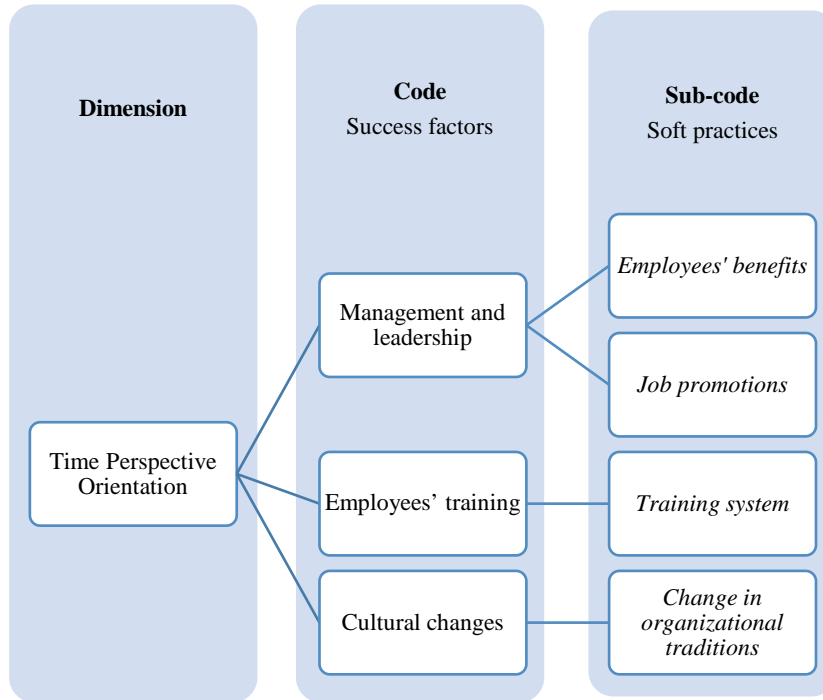 Dimension
Code
Success factors
Sub-code
Soft practices
Time Perspective
Orientation
Management and
leadership
Employees’ training
Cultural changes
Employees' benefits
Job promotions
Training system
Change in
organizational
traditions